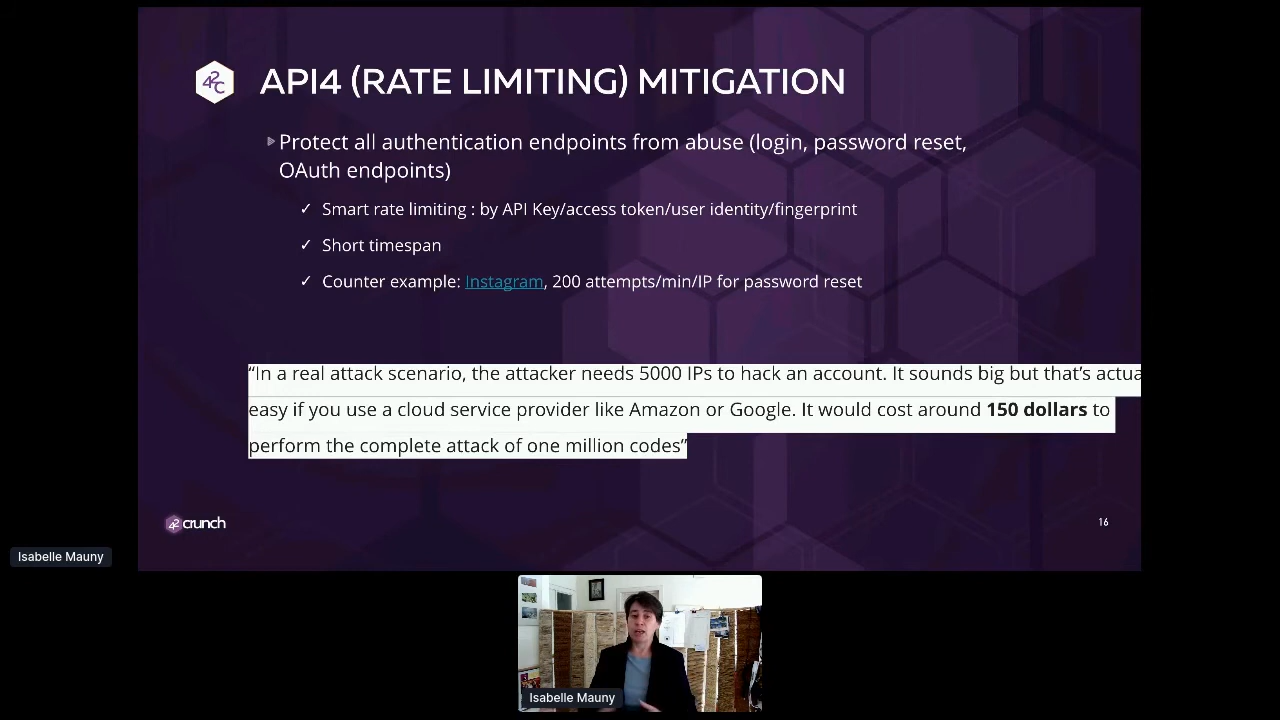 API4 (RATE LIMITING) MITIGATION
Protect all authentication endpoints from abuse (login, password reset,
OAuth endpoints)
✓ Smart rate limiting : by API Key/access token/user identity/fingerprint
✓ Short timespan
✓ Counter example: Instagram, 200 attempts/min/IP for password reset
“In a real attack scenario, the attacker needs 5000 IPs to hack an account. It sounds big but that’s actua
easy if you use a cloud service provider like Amazon or Google. It would cost around 150 dollars to
perform the complete attack of one million codes”
42crunch
16
Isabelle Mauny
Isabelle Mauny